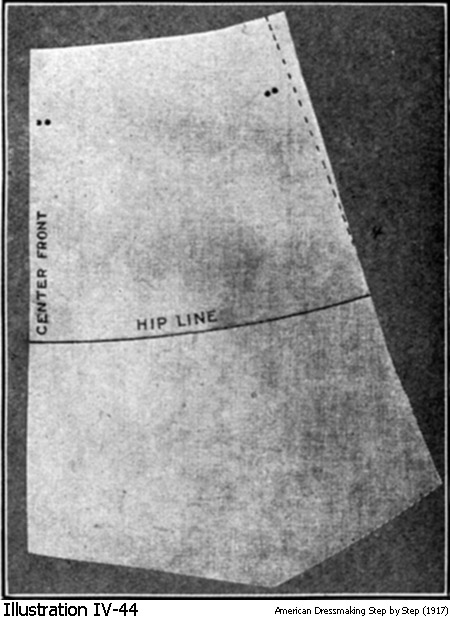 CENTER FRONT
HIP LINE
Illustration IV-44
American Dressmaking Step by Step (1917)